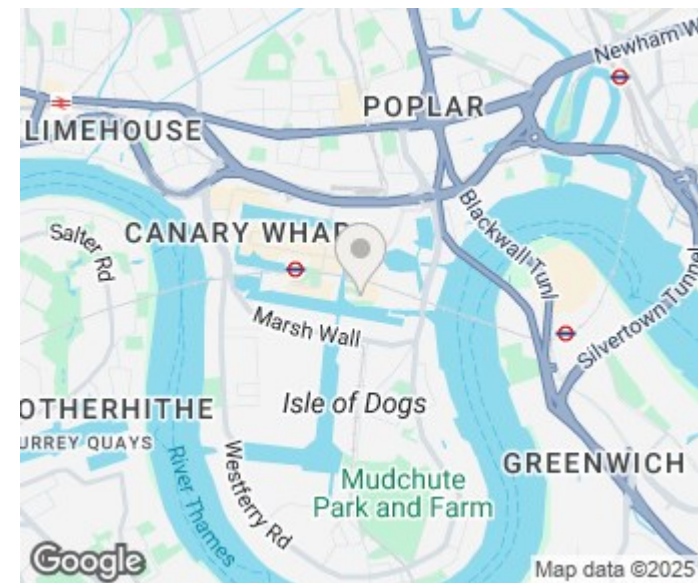 Newham W
POPLAR
LIMEHOUSE
Blackwall Tunl
Salter Rd
CANARY WHAR
Silvertown Tunnel
Marsh Wall
OTHERHITHE
URREY QUAYS
Isle of Dogs
River Thames
Westferry Rd
GREENWICH
Mudchute
Park and Farm
Google
Map data ©2025